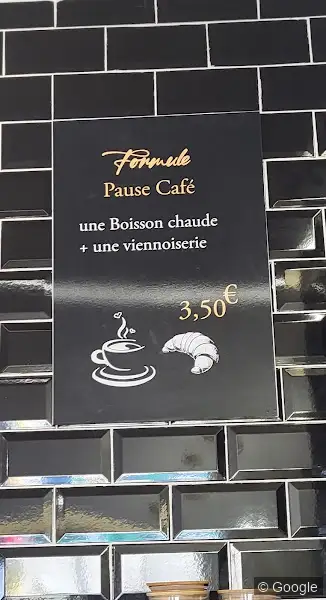 Formule
Pause Café
une Boisson chaude
+ une viennoiserie
3,50€
© Google